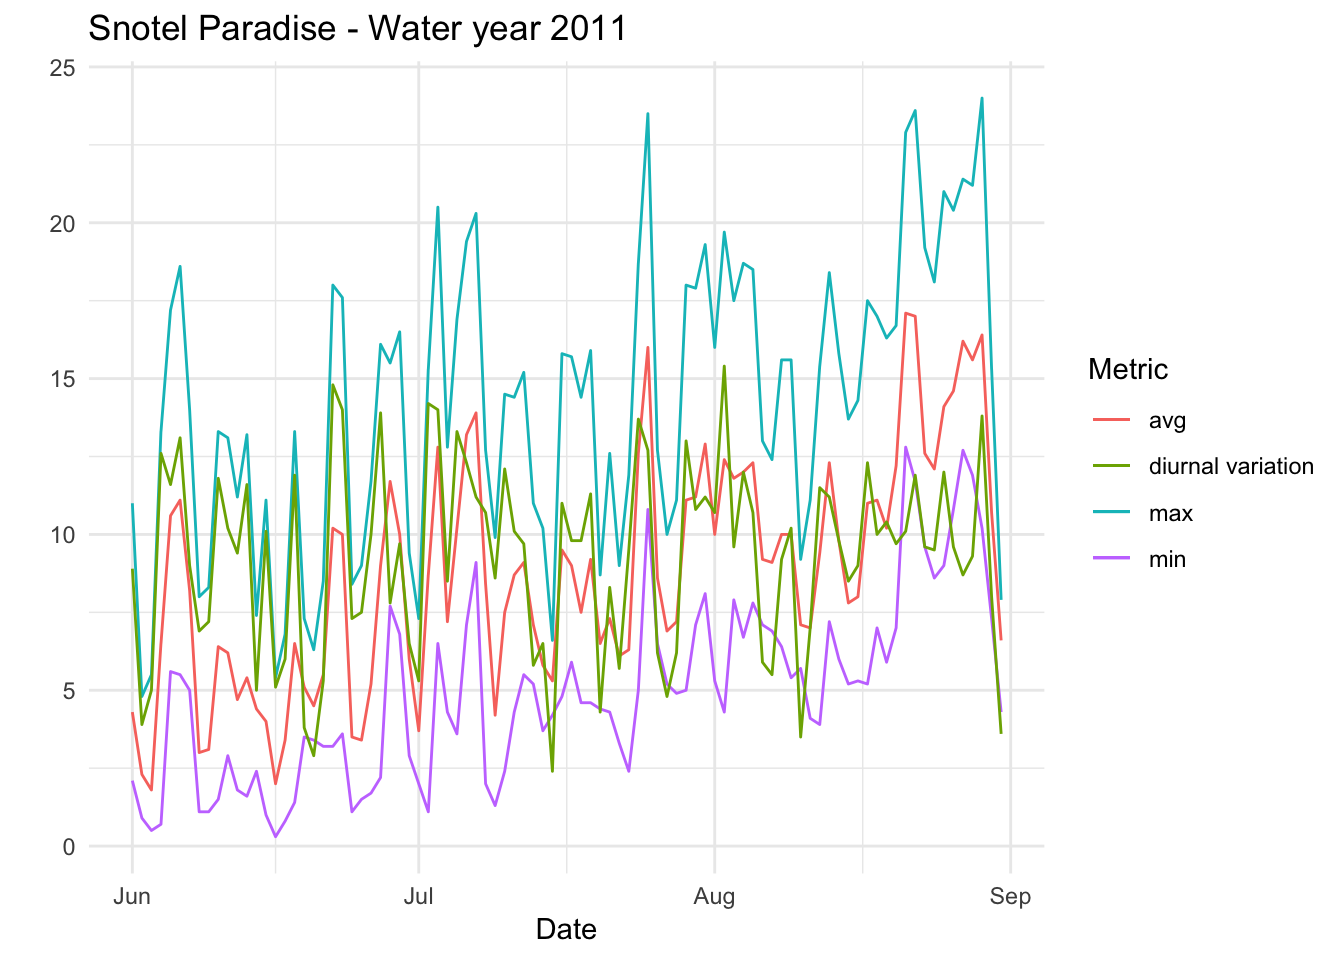 Snotel Paradise - Water year 2011
25
20
15
10
5
0
Jun
Jul
Aug
Sep
Date
Metric
avg
diurnal variation
max
min